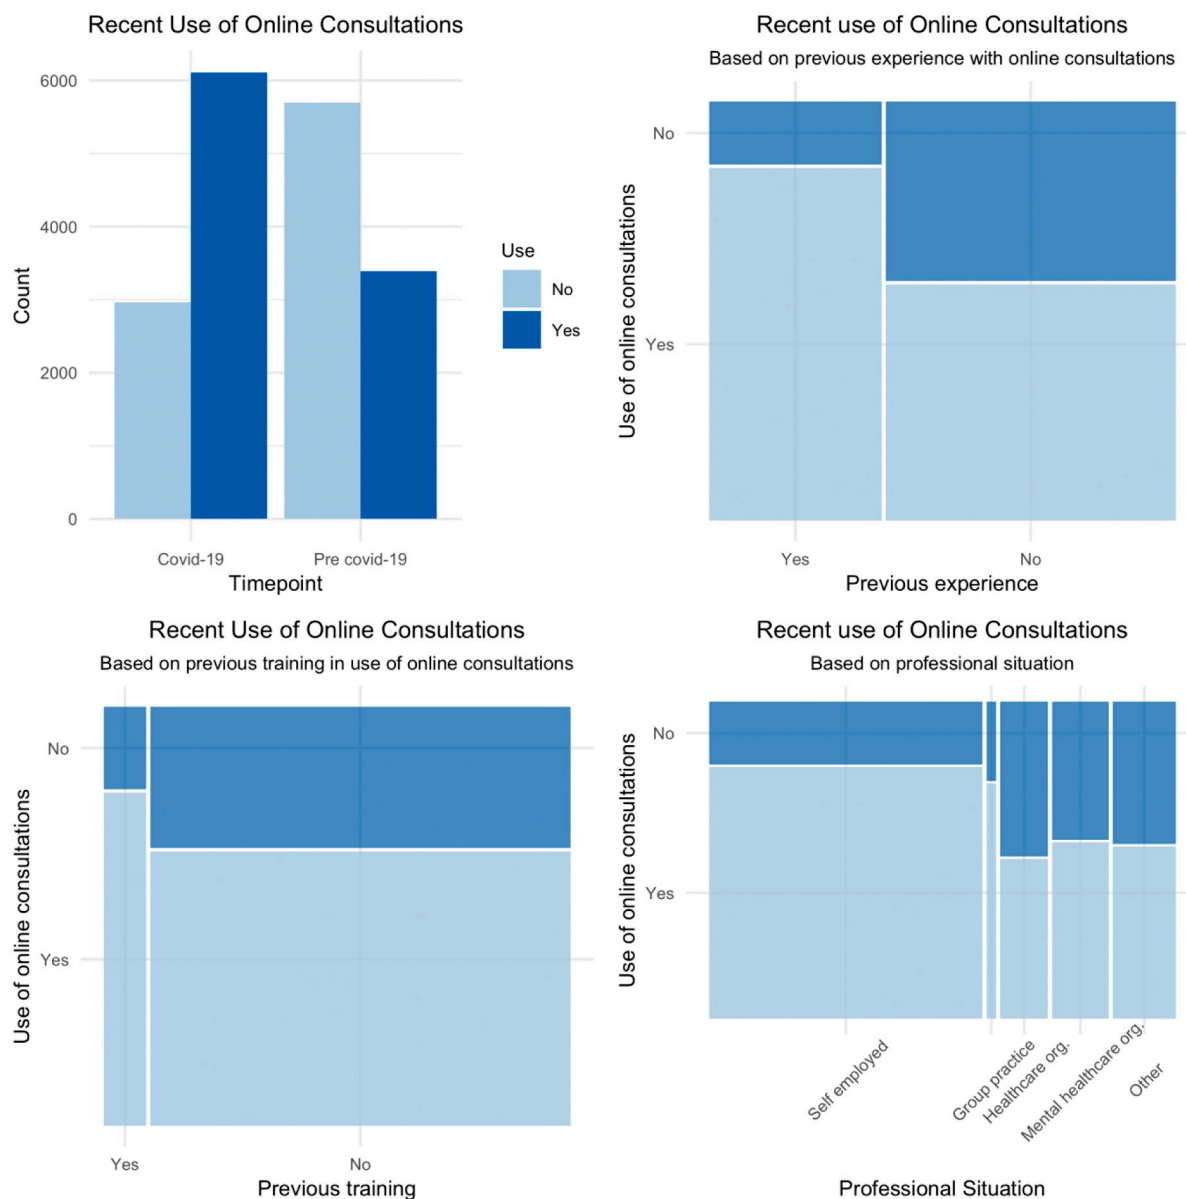 Recent Use of Online Consultations
6000
4000
2000
0
Count
Covid-19
Pre covid-19
Timepoint
Use
No
Yes
Recent use of Online Consultations
Based on previous experience with online consultations
No
Yes
Use of online consultations
Yes
No
Previous experience
Recent Use of Online Consultations
Based on previous training in use of online consultations
No
Yes
Use of online consultations
Yes
No
Previous training
Recent use of Online Consultations
Based on professional situation
No
Yes
Use of online consultations
Self employed
Group practice
Healthcare org.
Mental healthcare org.
Other
Professional Situation